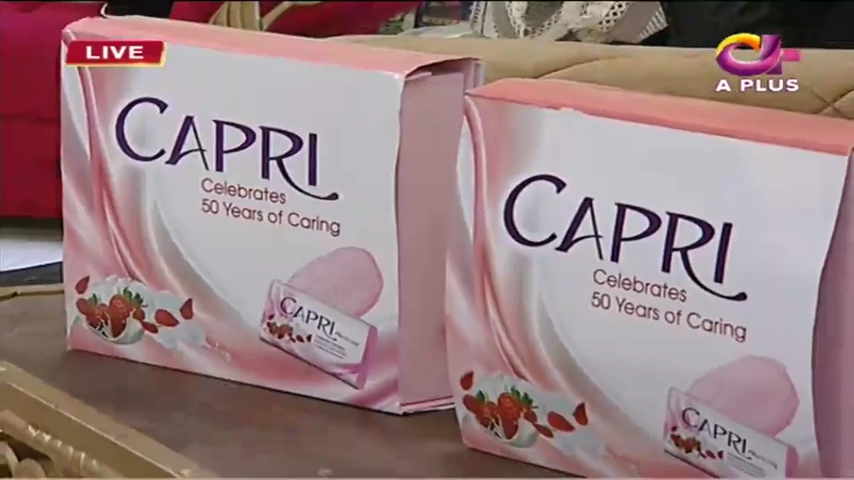 LIVE
A PLUS
CAPRI
Celebrates
50 Years of Caring
CAPRI
CAPRI
Celebrates
50 Years of Caring
CAPRI